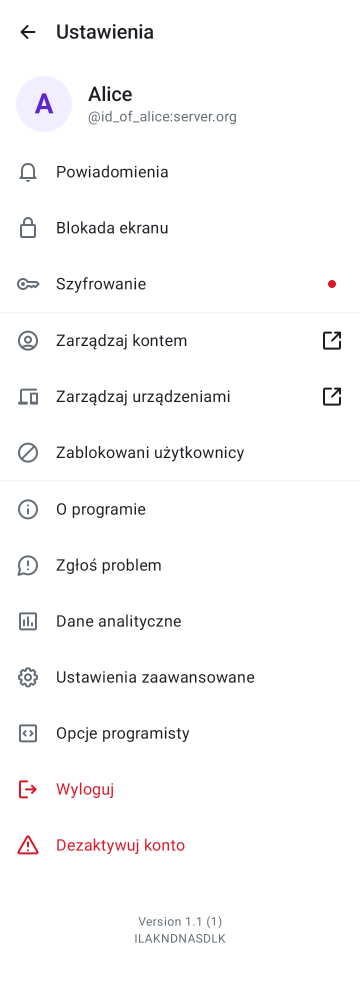 Ustawienia
A
Alice
@id_of_alice:server.org
Powiadomienia
Blokada ekranu
Szyfrowanie
Zarządzaj kontem
Zarządzaj urządzeniami
Zablokowani użytkownicy
O programie
Zgłoś problem
Dane analityczne
Ustawienia zaawansowane
Opcje programisty
Wyloguj
Dezaktywuj konto
Version 1.1 (1)
ILAKNDNASDLK